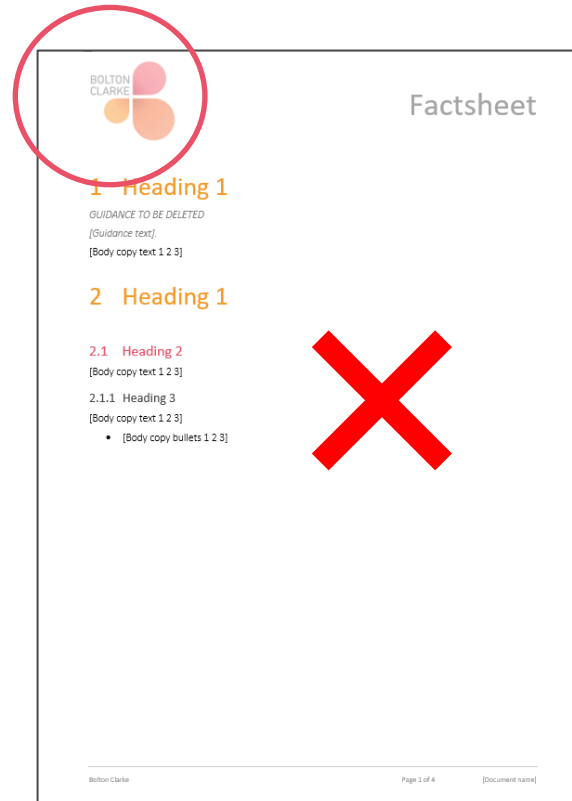 BOLTON
CLARKE
Factsheet
1 Heading 1
GUIDANCE TO BE DELETED
[Guidance text].
[Body copy text 1 2 3]
2 Heading 1
2.1 Heading 2
[Body copy text 1 2 3]
2.1.1 Heading 3
[Body copy text 1 2 3]
• [Body copy bullets 1 2 3]
Bolton Clarke Page 1 of 4 [Document name]